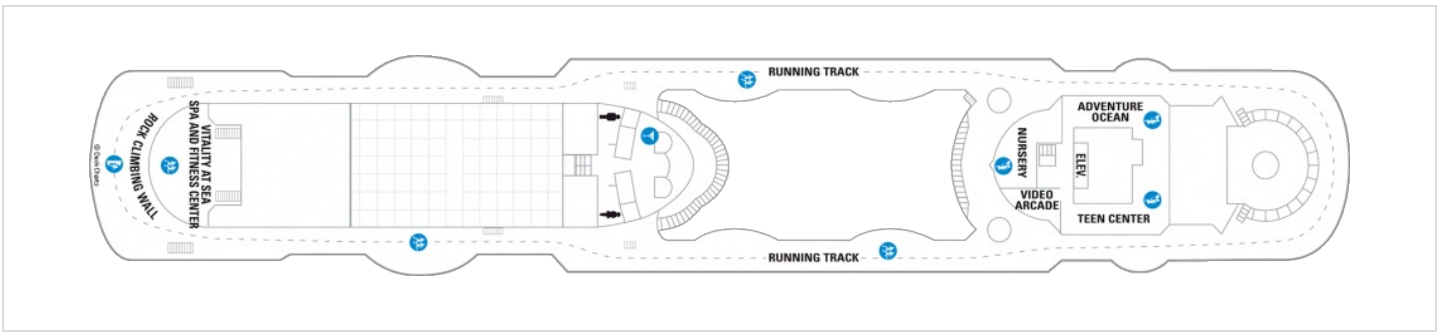 RUNNING TRACK
ADVENTURE
OCEAN
ROCK CLIMBING WALL
VITALITY AT SEA
SPA AND FITNESS CENTER
NURSERY
ELEV.
VIDEO
ARCADE
TEEN CENTER
RUNNING TRACK